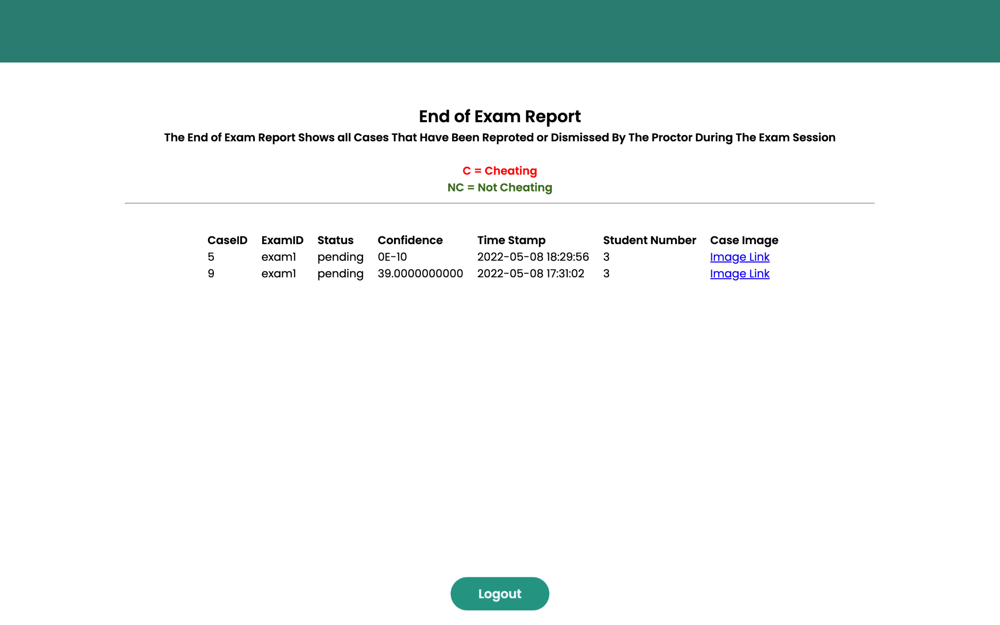 End of Exam Report
The End of Exam Report Shows all Cases That Have Been Reproted or Dismissed By The Proctor During The Exam Session
C = Cheating
NC = Not Cheating
CaseID ExamID Status Confidence Time Stamp Student Number Case Image
5 exam1 pending 0E-10 2022-05-08 18:29:56 3 Image Link
9 exam1 pending 39.0000000000 2022-05-08 17:31:02 3 Image Link
Logout